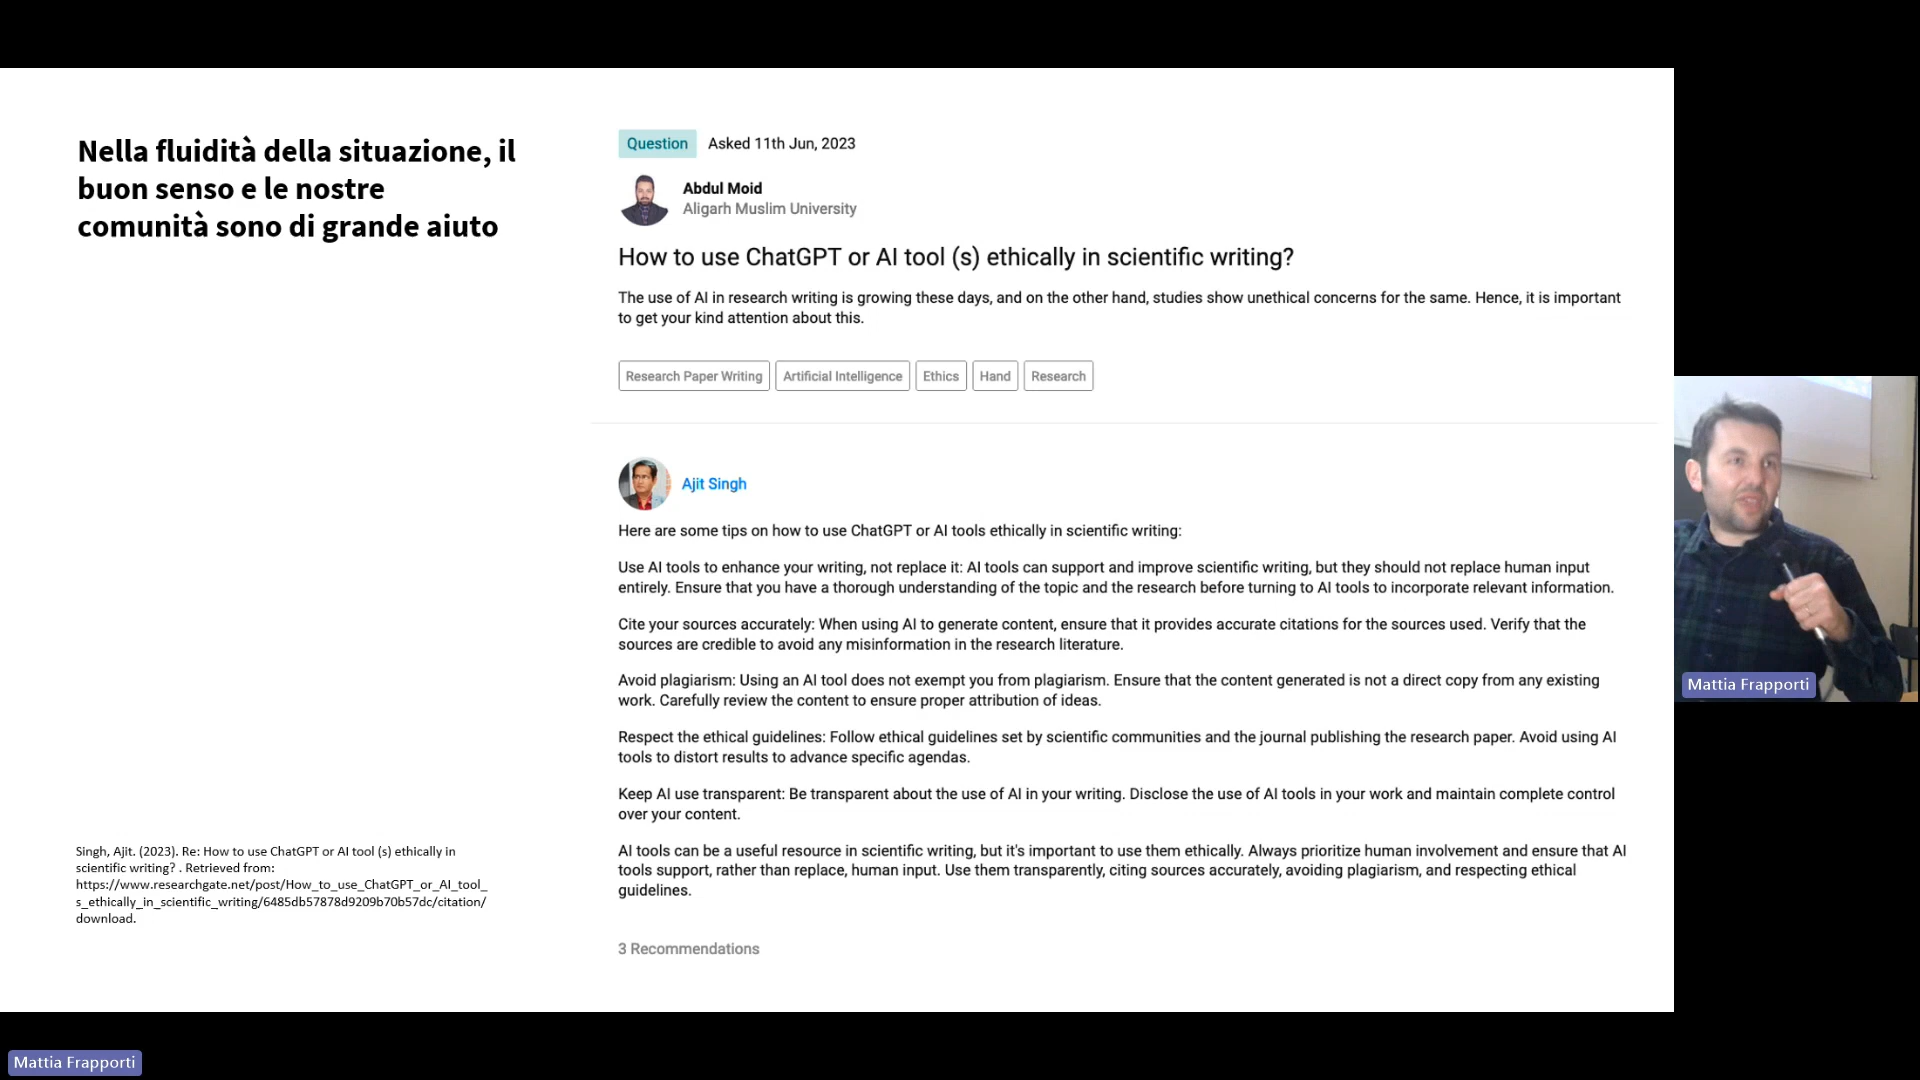 Nella fluidità della situazione, il
buon senso e le nostre
comunità sono di grande aiuto
Singh, Ajit. (2023). Re: How to use ChatGPT or AI tool (s) ethically in
scientific writing? . Retrieved from:
https://www.researchgate.net/post/How_to_use_ChatGPT_or_AI_tool_
s_ethically_in_scientific_writing/6485db57878d9209b70b57dc/citation/
download.
Question Asked 11th Jun, 2023
Abdul Moid
Aligarh Muslim University
How to use ChatGPT or AI tool (s) ethically in scientific writing?
The use of AI in research writing is growing these days, and on the other hand, studies show unethical concerns for the same. Hence, it is important
to get your kind attention about this.
Research Paper Writing Artificial Intelligence Ethics Hand Research
Ajit Singh
Here are some tips on how to use ChatGPT or AI tools ethically in scientific writing:
Use AI tools to enhance your writing, not replace it: AI tools can support and improve scientific writing, but they should not replace human input
entirely. Ensure that you have a thorough understanding of the topic and the research before turning to AI tools to incorporate relevant information.
Cite your sources accurately: When using AI to generate content, ensure that it provides accurate citations for the sources used. Verify that the
sources are credible to avoid any misinformation in the research literature.
Avoid plagiarism: Using an AI tool does not exempt you from plagiarism. Ensure that the content generated is not a direct copy from any existing
work. Carefully review the content to ensure proper attribution of ideas.
Respect the ethical guidelines: Follow ethical guidelines set by scientific communities and the journal publishing the research paper. Avoid using AI
tools to distort results to advance specific agendas.
Keep AI use transparent: Be transparent about the use of AI in your writing. Disclose the use of AI tools in your work and maintain complete control
over your content.
AI tools can be a useful resource in scientific writing, but it's important to use them ethically. Always prioritize human involvement and ensure that AI
tools support, rather than replace, human input. Use them transparently, citing sources accurately, avoiding plagiarism, and respecting ethical
guidelines.
3 Recommendations
Mattia Frapporti
Mattia Frapporti